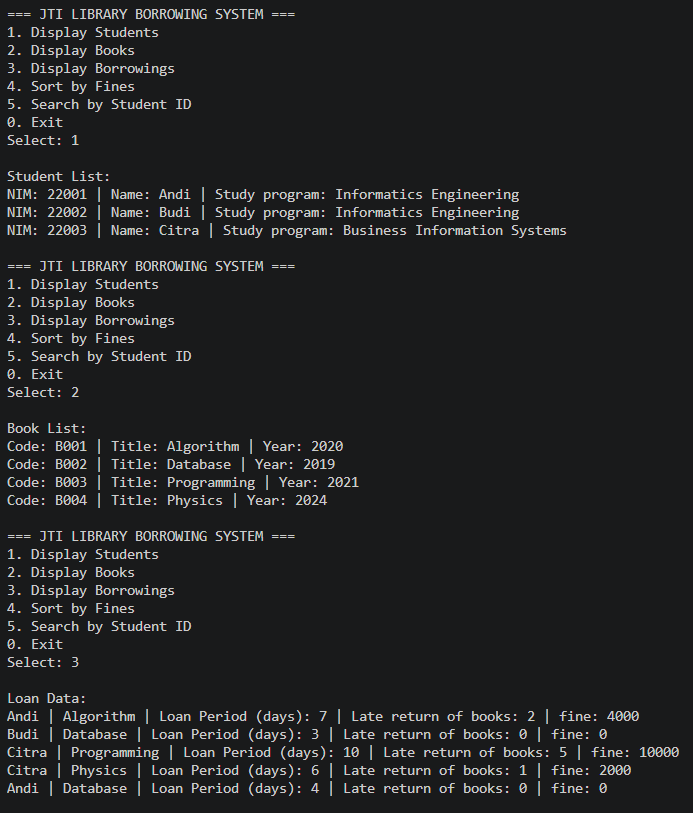 === JTI LIBRARY BORROWING SYSTEM ===
1. Display Students
2. Display Books
3. Display Borrowings
4. Sort by Fines
5. Search by Student ID
0. Exit
Select: 1
Student List:
NIM: 22001 | Name: Andi | Study program: Informatics Engineering
NIM: 22002 | Name: Budi | Study program: Informatics Engineering
NIM: 22003 | Name: Citra | Study program: Business Information Systems
=== JTI LIBRARY BORROWING SYSTEM ===
1. Display Students
2. Display Books
3. Display Borrowings
4. Sort by Fines
5. Search by Student ID
0. Exit
Select: 2
Book List:
Code: B001 | Title: Algorithm | Year: 2020
Code: B002 | Title: Database | Year: 2019
Code: B003 | Title: Programming | Year: 2021
Code: B004 | Title: Physics | Year: 2024
=== JTI LIBRARY BORROWING SYSTEM ===
1. Display Students
2. Display Books
3. Display Borrowings
4. Sort by Fines
5. Search by Student ID
0. Exit
Select: 3
Loan Data:
Andi | Algorithm | Loan Period (days): 7 | Late return of books: 2 | fine: 4000
Budi | Database | Loan Period (days): 3 | Late return of books: 0 | fine: 0
Citra | Programming | Loan Period (days): 10 | Late return of books: 5 | fine: 10000
Citra | Physics | Loan Period (days): 6 | Late return of books: 1 | fine: 2000
Andi | Database | Loan Period (days): 4 | Late return of books: 0 | fine: 0